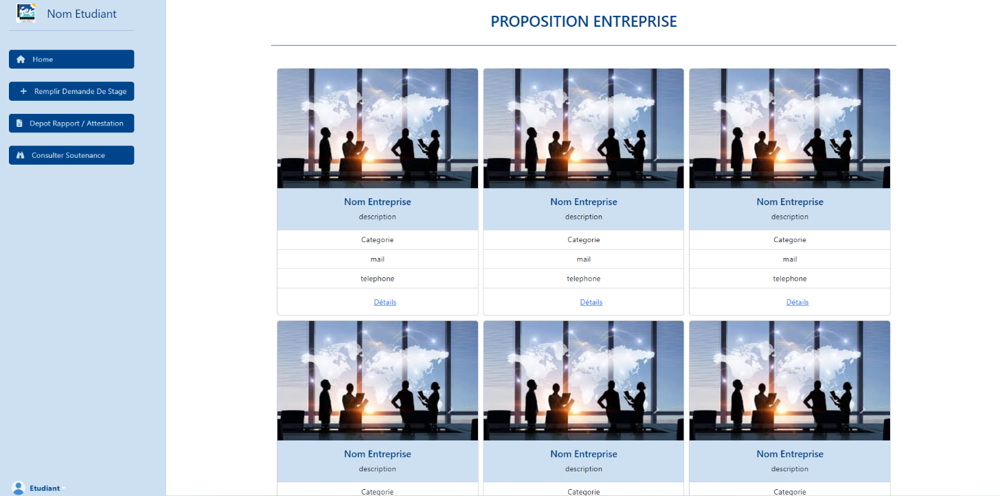 Nom Etudiant
Home
Remplir Demande De Stage
Depot Rapport / Attestation
Consulter Soutenance
Etudiant
PROPOSITION ENTREPRISE
Nom Entreprise
description
Categorie
mail
telephone
Détails
Nom Entreprise
description
Categorie
mail
telephone
Détails
Nom Entreprise
description
Categorie
mail
telephone
Détails
Nom Entreprise
description
Categorie
Nom Entreprise
description
Categorie
Nom Entreprise
description
Categorie